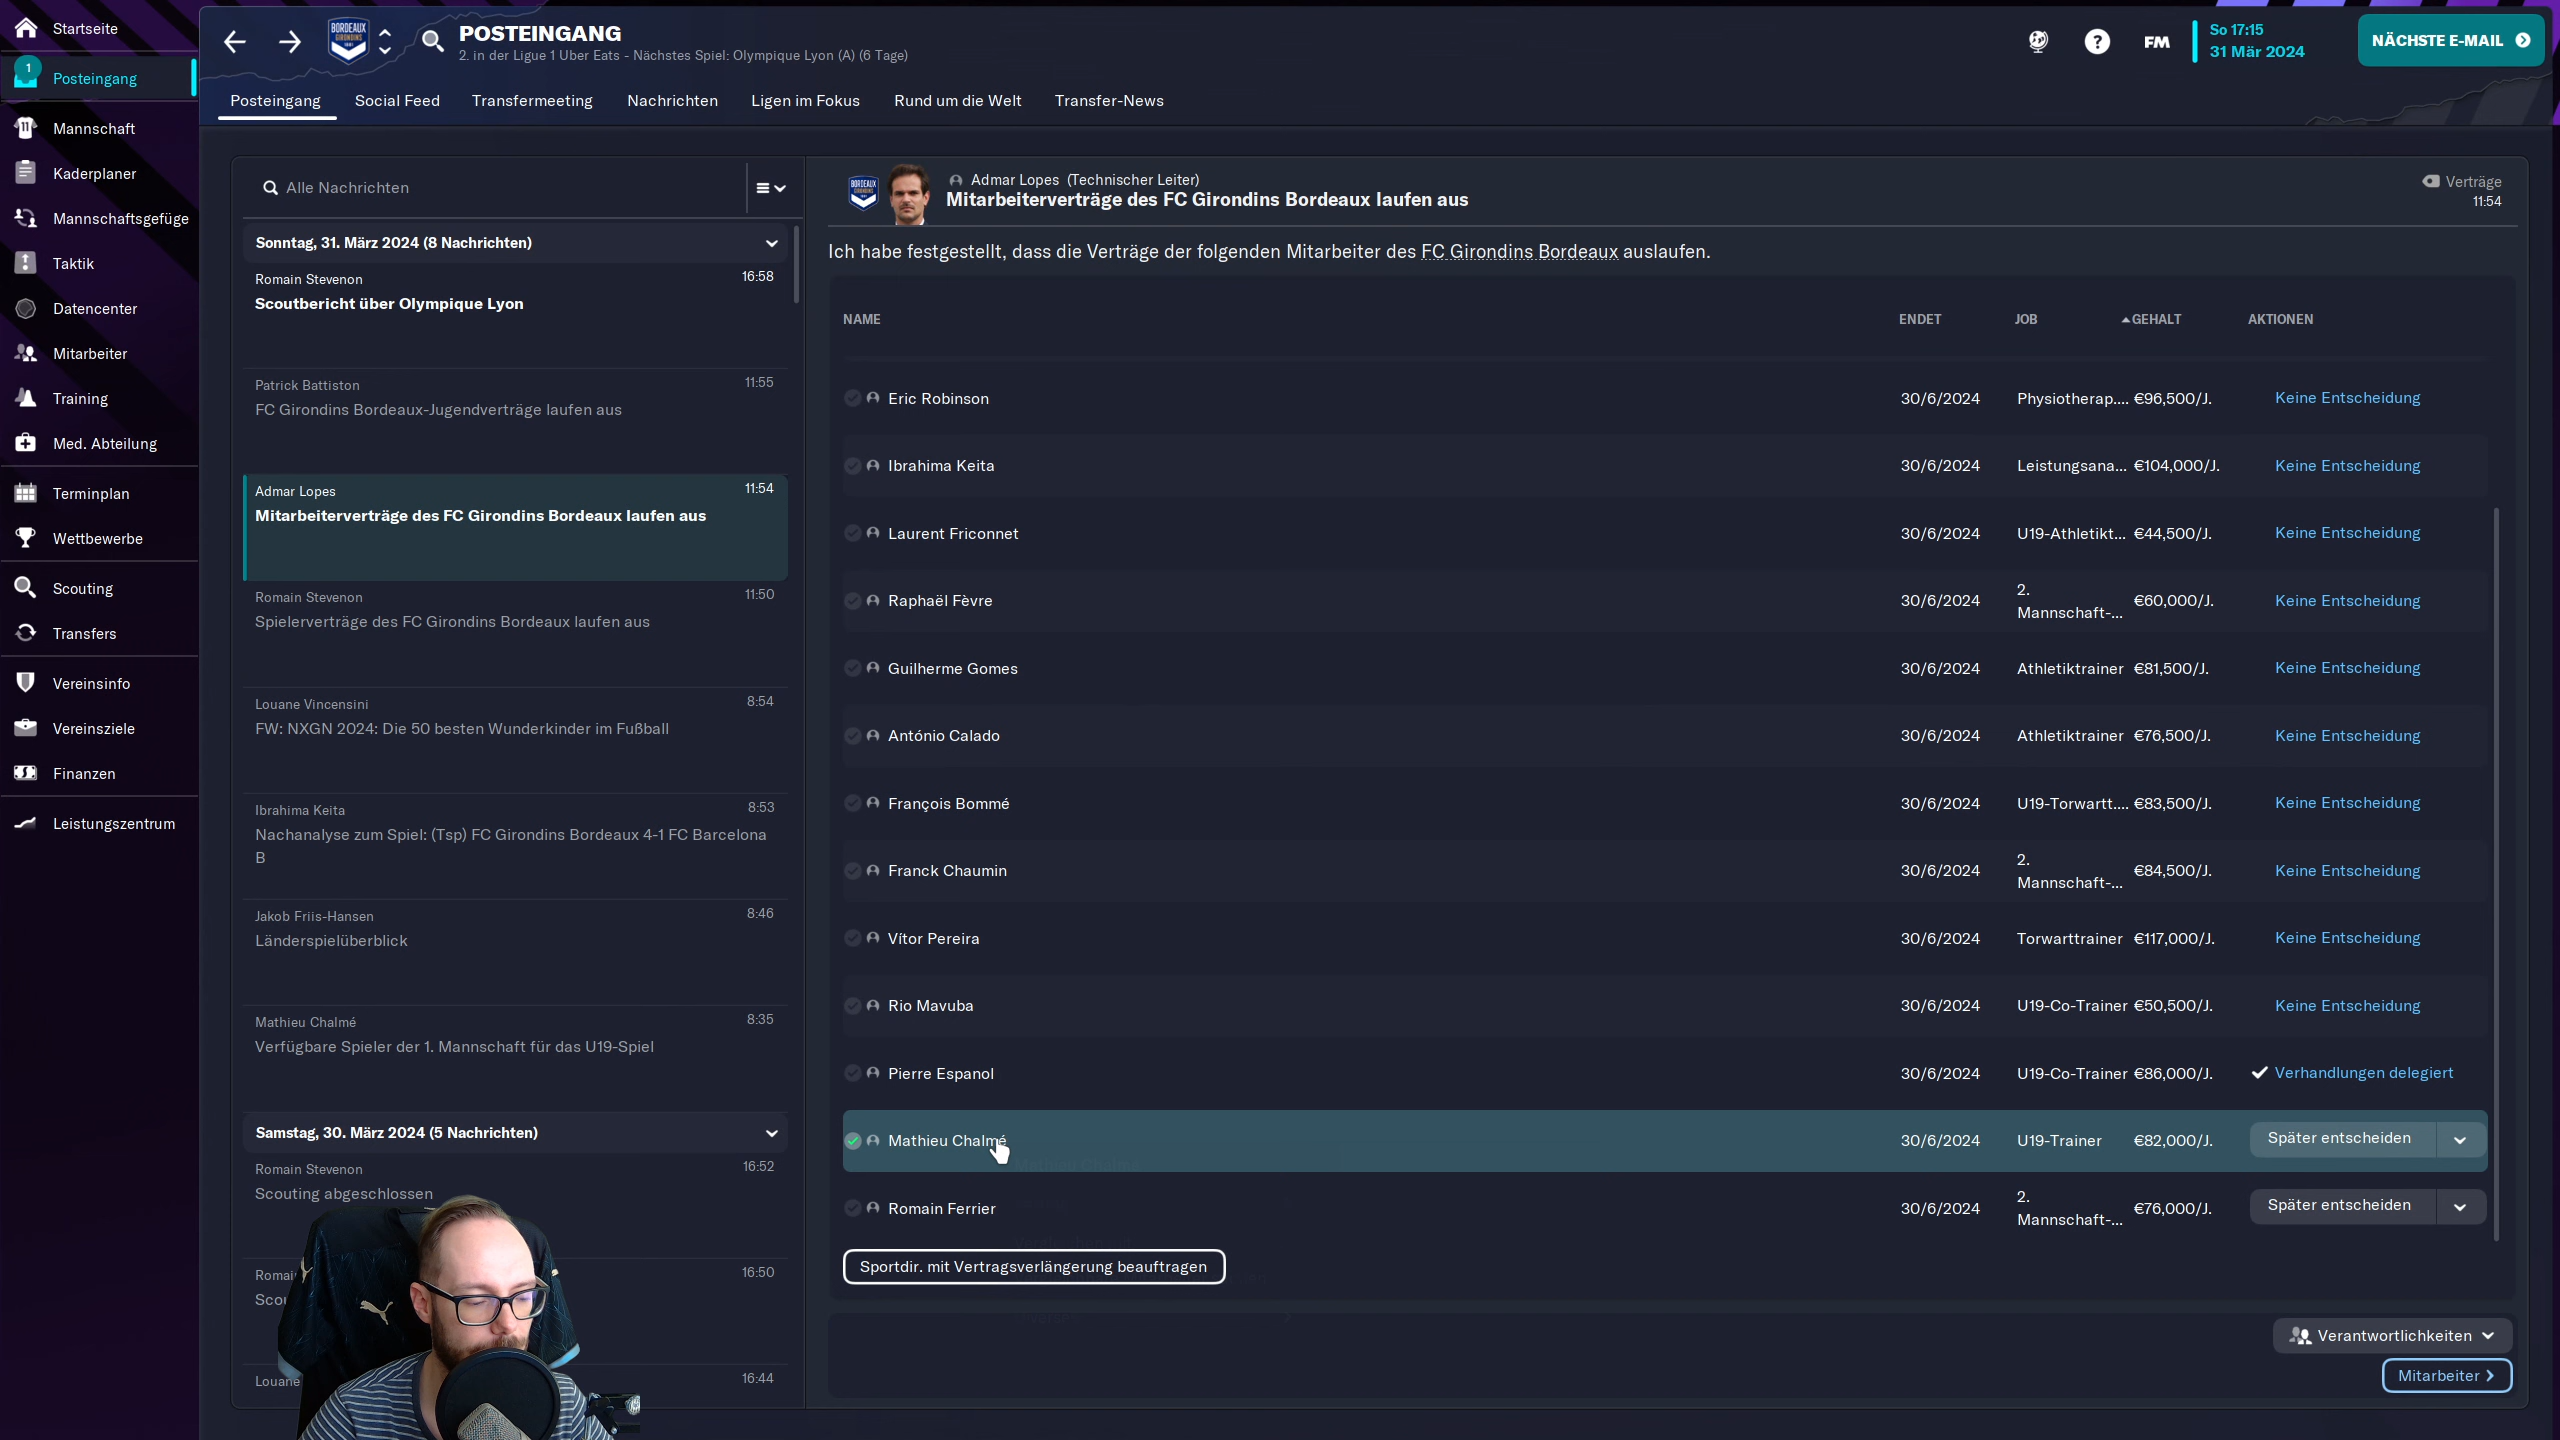 Startseite
1
Posteingang
Mannschaft
Kaderplaner
Mannschaftsgefüge
Taktik
Datencenter
Mitarbeiter
Training
Med. Abteilung
Terminplan
Wettbewerbe
Scouting
Transfers
Vereinsinfo
Vereinsziele
Finanzen
Leistungszentrum
BORDEAUX
GIRONDINS
POSTEINGANG
2. in der Ligue 1 Uber Eats - Nächstes Spiel: Olympique Lyon (A) (6 Tage)
FM
So 17:15
31 Mär 2024
NÄCHSTE E-MAIL
Posteingang
Social Feed
Transfermeeting
Nachrichten
Ligen im Fokus
Rund um die Welt
Transfer-News
Alle Nachrichten
Sonntag, 31. März 2024 (8 Nachrichten)
Romain Stevenon 16:58
Scoutbericht über Olympique Lyon
Patrick Battiston 11:55
FC Girondins Bordeaux-Jugendverträge laufen aus
Admar Lopes 11:54
Mitarbeiterverträge des FC Girondins Bordeaux laufen aus
Romain Stevenon 11:50
Spielerverträge des FC Girondins Bordeaux laufen aus
Louane Vincensini 8:54
FW: NXGN 2024: Die 50 besten Wunderkinder im Fußball
Ibrahima Keita 8:53
Nachanalyse zum Spiel: (Tsp) FC Girondins Bordeaux 4-1 FC Barcelona
B
Jakob Friis-Hansen 8:46
Länderspielüberblick
Mathieu Chalmé 8:35
Verfügbare Spieler der 1. Mannschaft für das U19-Spiel
Samstag, 30. März 2024 (5 Nachrichten)
Romain Stevenon 16:52
Scouting abgeschlossen
16:50
Louane 16:44
BORDEAUX
GIRONDINS
Admar Lopes (Technischer Leiter)
Mitarbeiterverträge des FC Girondins Bordeaux laufen aus
Verträge
11:54
Ich habe festgestellt, dass die Verträge der folgenden Mitarbeiter des FC Girondins Bordeaux auslaufen.
NAME ENDET JOB GEHALT AKTIONEN
Eric Robinson 30/6/2024 Physiotherap.... €96,500/J. Keine Entscheidung
Ibrahima Keita 30/6/2024 Leistungsana... €104,000/J. Keine Entscheidung
Laurent Friconnet 30/6/2024 U19-Athletikt... €44,500/J. Keine Entscheidung
Raphaël Fèvre 30/6/2024 2. Mannschaft-... €60,000/J. Keine Entscheidung
Guilherme Gomes 30/6/2024 Athletiktrainer €81,500/J. Keine Entscheidung
António Calado 30/6/2024 Athletiktrainer €76,500/J. Keine Entscheidung
François Bommé 30/6/2024 U19-Torwartt.... €83,500/J. Keine Entscheidung
Franck Chaumin 30/6/2024 2. Mannschaft-... €84,500/J. Keine Entscheidung
Vítor Pereira 30/6/2024 Torwarttrainer €117,000/J. Keine Entscheidung
Rio Mavuba 30/6/2024 U19-Co-Trainer €50,500/J. Keine Entscheidung
Pierre Espanol 30/6/2024 U19-Co-Trainer €86,000/J. Verhandlungen delegiert
Mathieu Chalmé 30/6/2024 U19-Trainer €82,000/J. Später entscheiden
Romain Ferrier 30/6/2024 2. Mannschaft-... €76,000/J. Später entscheiden
Sportdir. mit Vertragsverlängerung beauftragen
Verantwortlichkeiten
Mitarbeiter